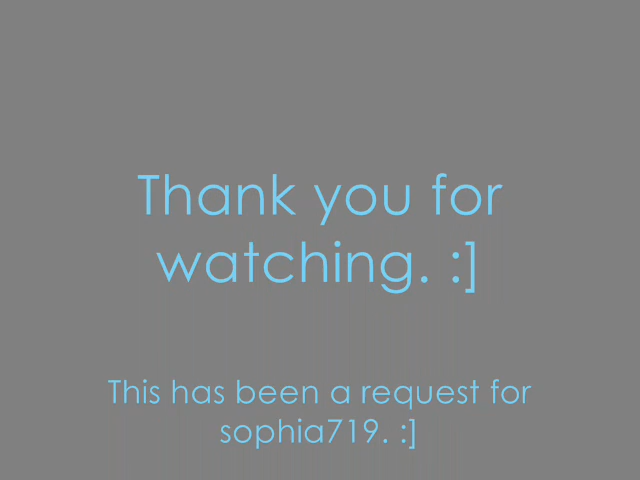 Thank you for
watching. :]
This has been a request for
sophia719. :]